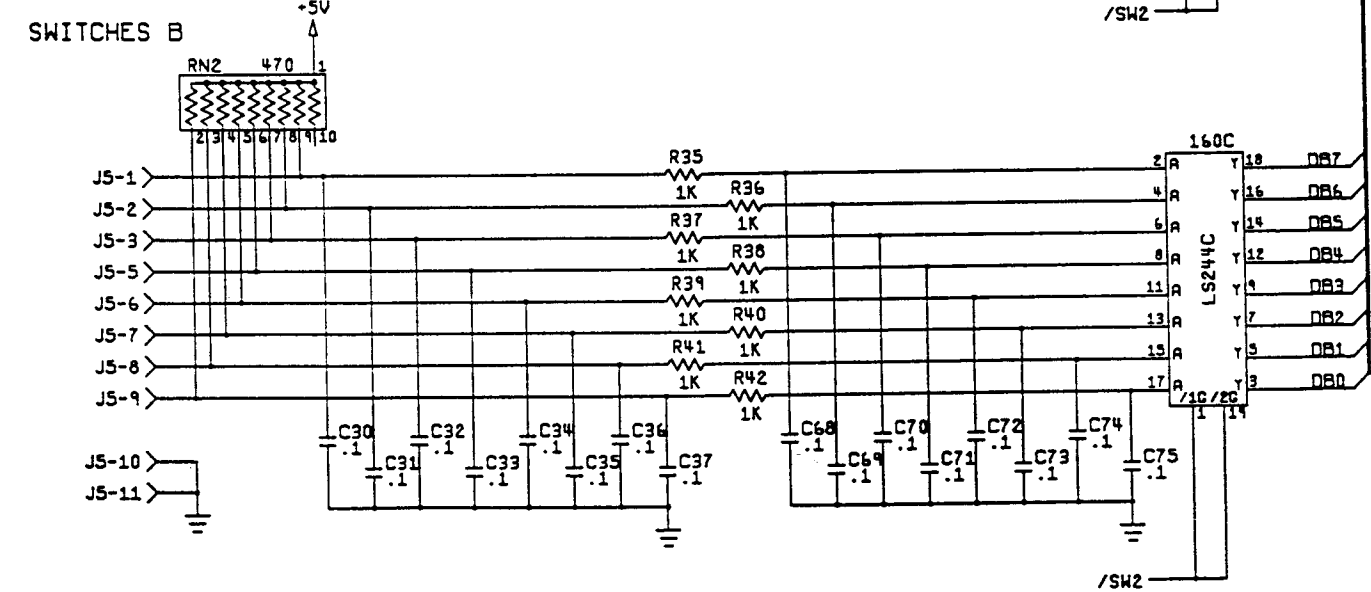 +5V
/SW2
SWITCHES B
RN2 470 1
2 3 4 5 6 7 8 9 10
160C
J5-1 R35 1K 2 A Y 18 DB7
J5-2 R36 1K 4 A Y 16 DB6
J5-3 R37 1K 6 A Y 14 DB5
J5-5 R38 1K 8 A Y 12 DB4
J5-6 R39 1K 11 A Y 9 DB3
J5-7 R40 1K 13 A Y 7 DB2
J5-8 R41 1K 15 A Y 5 DB1
J5-9 R42 1K 17 A Y 3 DB0
LS244C
/1G /2G
1 19
C30 .1
C31 .1
C32 .1
C33 .1
C34 .1
C35 .1
C36 .1
C37 .1
C68 .1
C69 .1
C70 .1
C71 .1
C72 .1
C73 .1
C74 .1
C75 .1
J5-10
J5-11
/SW2